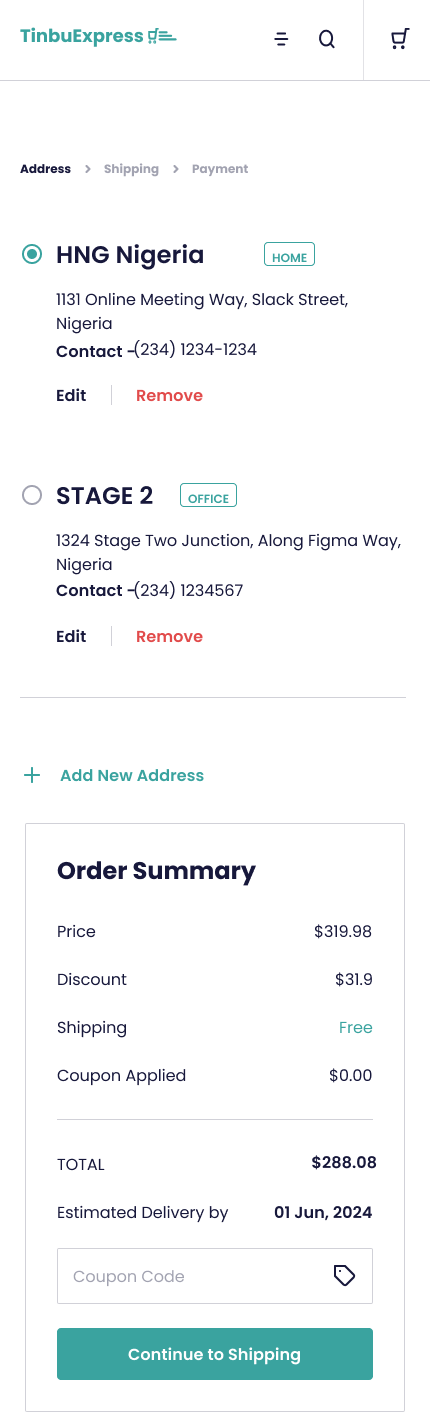 TinbuExpress
Address > Shipping > Payment
HNG Nigeria HOME
1131 Online Meeting Way, Slack Street,
Nigeria
Contact - (234) 1234-1234
Edit Remove
STAGE 2 OFFICE
1324 Stage Two Junction, Along Figma Way,
Nigeria
Contact - (234) 1234567
Edit Remove
+ Add New Address
Order Summary
Price $319.98
Discount $31.9
Shipping Free
Coupon Applied $0.00
TOTAL $288.08
Estimated Delivery by 01 Jun, 2024
Coupon Code
Continue to Shipping